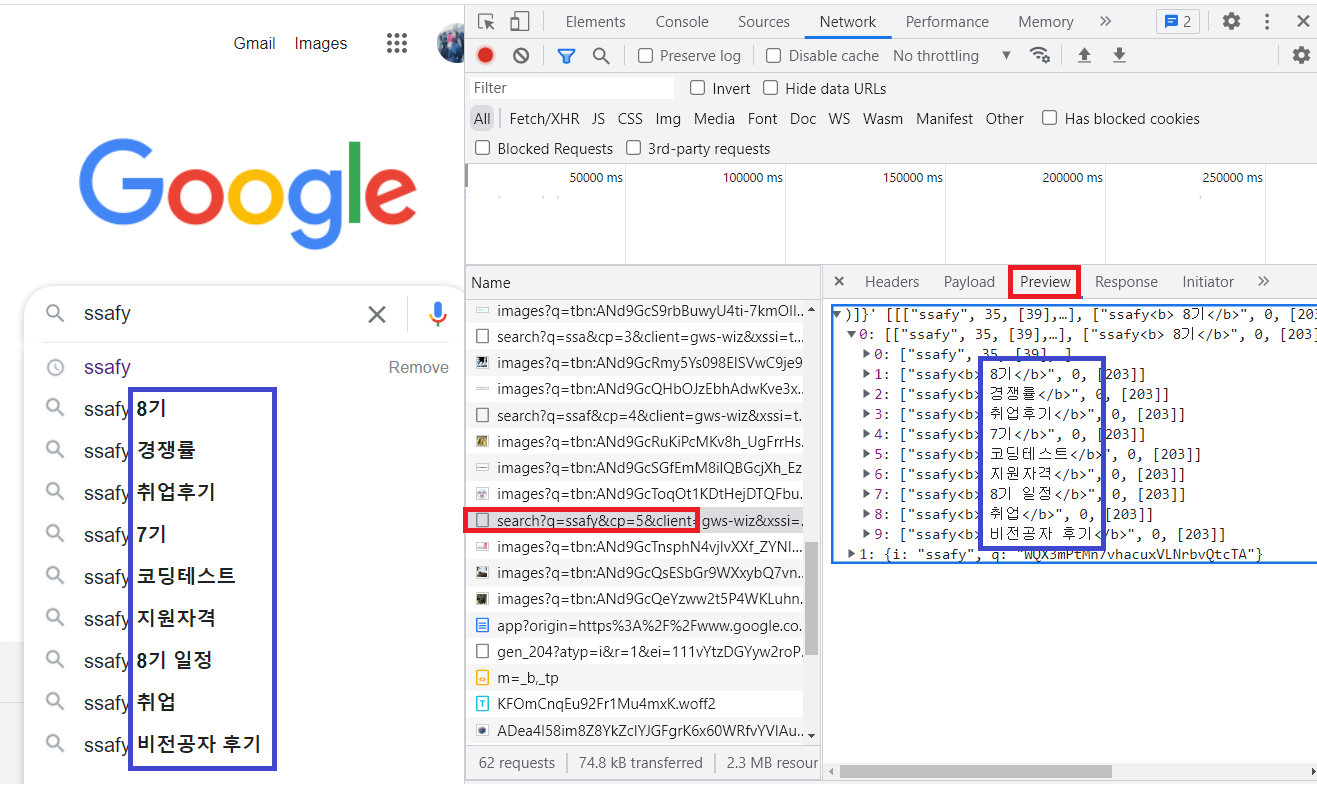 Gmail Images
Google
ssafy
ssafy Remove
ssafy 8기
ssafy 경쟁률
ssafy 취업후기
ssafy 7기
ssafy 코딩테스트
ssafy 지원자격
ssafy 8기 일정
ssafy 취업
ssafy 비전공자 후기
Elements Console Sources Network Performance Memory 2
Preserve log Disable cache No throttling
Filter Invert Hide data URLs
All Fetch/XHR JS CSS Img Media Font Doc WS Wasm Manifest Other Has blocked cookies
Blocked Requests 3rd-party requests
50000 ms 100000 ms 150000 ms 200000 ms 250000 ms
Name
images?q=tbn:ANd9GcS9rbBuwyU4ti-7kmOIl...
search?q=ssa&cp=3&client=gws-wiz&xssi=t...
images?q=tbn:ANd9GcRmy5Ys098EISVwC9je9
images?q=tbn:ANd9GcQHbOJzEbhAdwKve3x...
search?q=ssaf&cp=4&client=gws-wiz&xssi=t...
images?q=tbn:ANd9GcRuKiPcMKv8h_UgFrrHs...
images?q=tbn:ANd9GcSGfEmM8ilQBGcjXh_Ez
images?q=tbn:ANd9GcToqOt1KDtHejDTQFbu...
search?q=ssafy&cp=5&client=gws-wiz&xssi=...
images?q=tbn:ANd9GcTnsphN4vjIvXXf_ZYNI...
images?q=tbn:ANd9GcQsESbGr9WXxybQ7vn...
images?q=tbn:ANd9GcQeYzww2t5P4WKLuhn...
app?origin=https%3A%2F%2Fwww.google.co...
gen_204?atyp=i&r=1&ei=111vYtzDGYyw2roP...
m=_b,_tp
KFOmCnqEu92Fr1Mu4mxK.woff2
ADea4I58im8Z8YkZcIYJGFgrK6x60WRfvYVIAu...
62 requests 74.8 kB transferred 2.3 MB resour
Headers Payload Preview Response Initiator
)]}' [[["ssafy", 35, [39],…], ["ssafy<b> 8기</b>", 0, [203
0: [["ssafy", 35, [39],…], ["ssafy<b> 8기</b>", 0, [203]
0: ["ssafy", 35, [39],…]
1: ["ssafy<b> 8기</b>", 0, [203]]
2: ["ssafy<b> 경쟁률</b>", 0, [203]]
3: ["ssafy<b> 취업후기</b>", 0, [203]]
4: ["ssafy<b> 7기</b>", 0, [203]]
5: ["ssafy<b> 코딩테스트</b>", 0, [203]]
6: ["ssafy<b> 지원자격</b>", 0, [203]]
7: ["ssafy<b> 8기 일정</b>", 0, [203]]
8: ["ssafy<b> 취업</b>", 0, [203]]
9: ["ssafy<b> 비전공자 후기</b>", 0, [203]]
1: {i: "ssafy", q: "WQX3mPtMn7vhacuxVLNrbvQtcTA"}